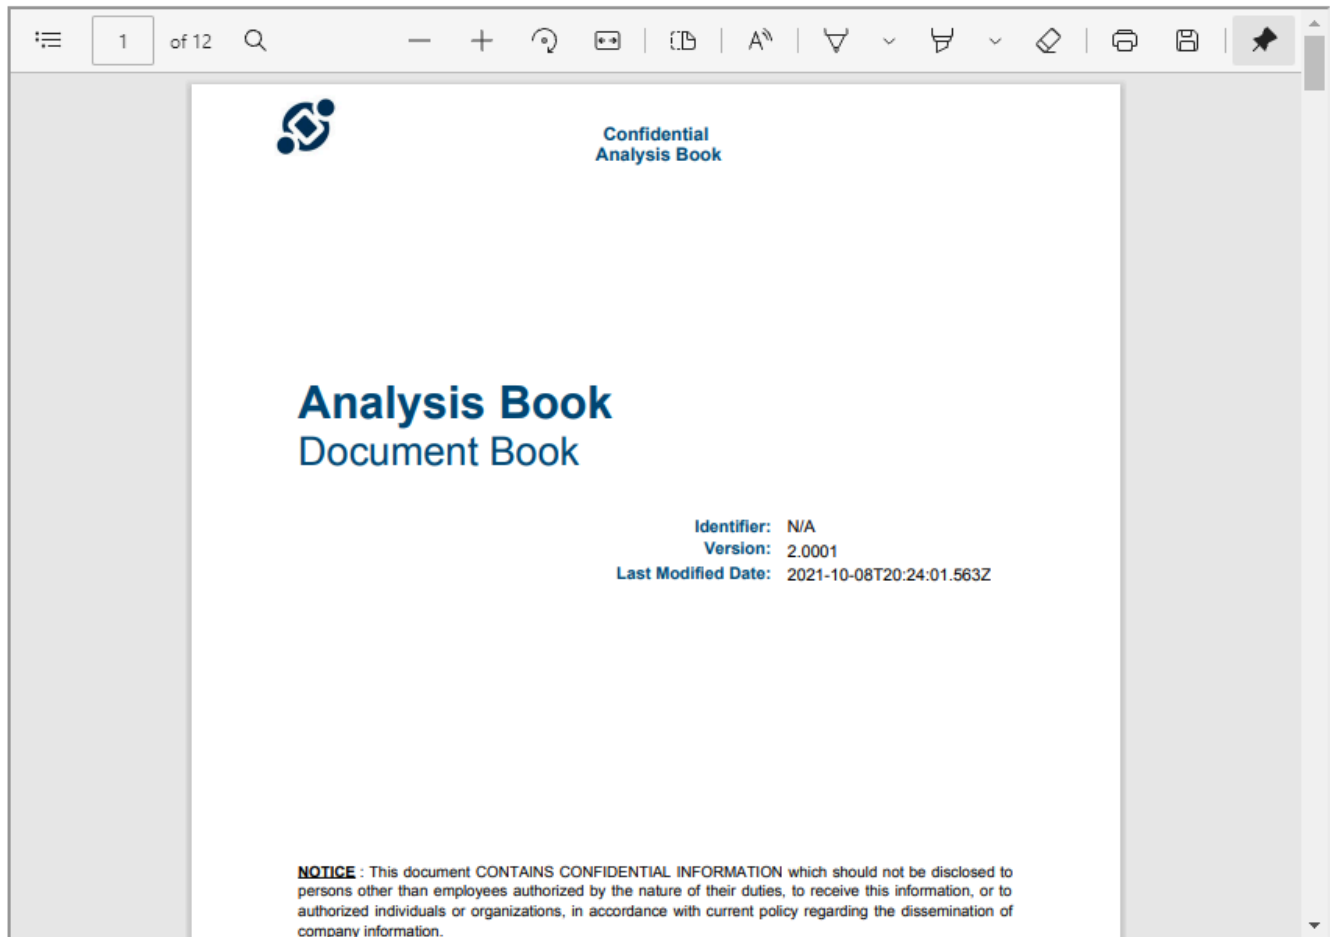 1 of 12
Confidential
Analysis Book
Analysis Book
Document Book
Identifier: N/A
Version: 2.0001
Last Modified Date: 2021-10-08T20:24:01.563Z
NOTICE : This document CONTAINS CONFIDENTIAL INFORMATION which should not be disclosed to
persons other than employees authorized by the nature of their duties, to receive this information, or to
authorized individuals or organizations, in accordance with current policy regarding the dissemination of
company information.